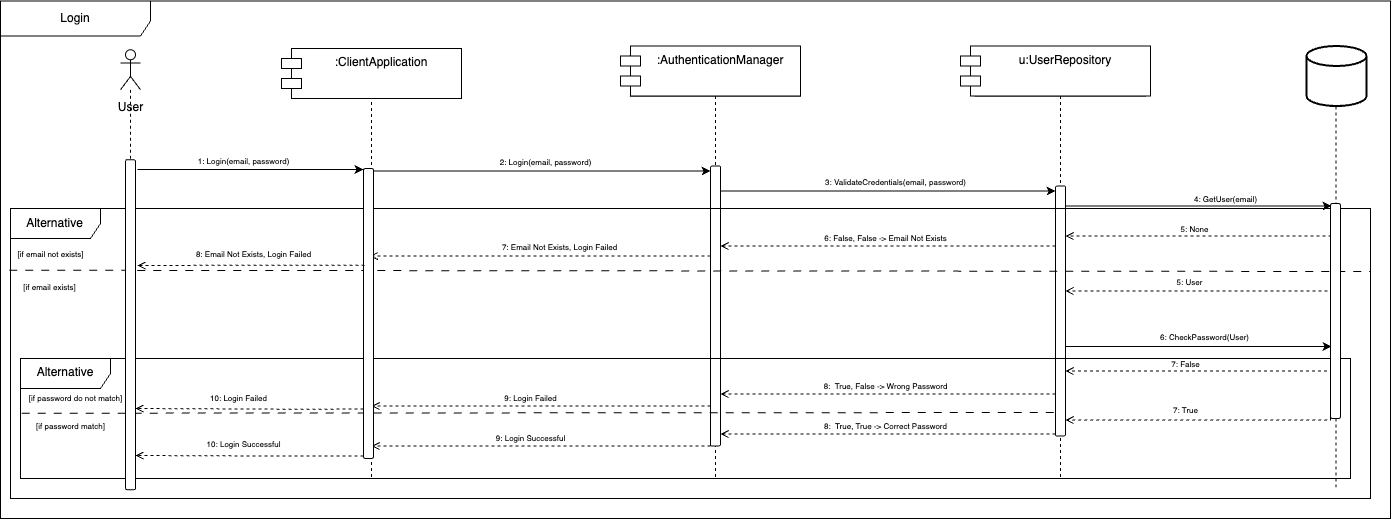 Login
User
:ClientApplication
:AuthenticationManager
u:UserRepository
1: Login(email, password)
2: Login(email, password)
3: ValidateCredentials(email, password)
4: GetUser(email)
Alternative
[if email not exists]
5: None
6: False, False -> Email Not Exists
7: Email Not Exists, Login Failed
8: Email Not Exists, Login Failed
[if email exists]
5: User
6: CheckPassword(User)
Alternative
7: False
[if password do not match]
8: True, False -> Wrong Password
9: Login Failed
10: Login Failed
[if password match]
7: True
8: True, True -> Correct Password
9: Login Successful
10: Login Successful